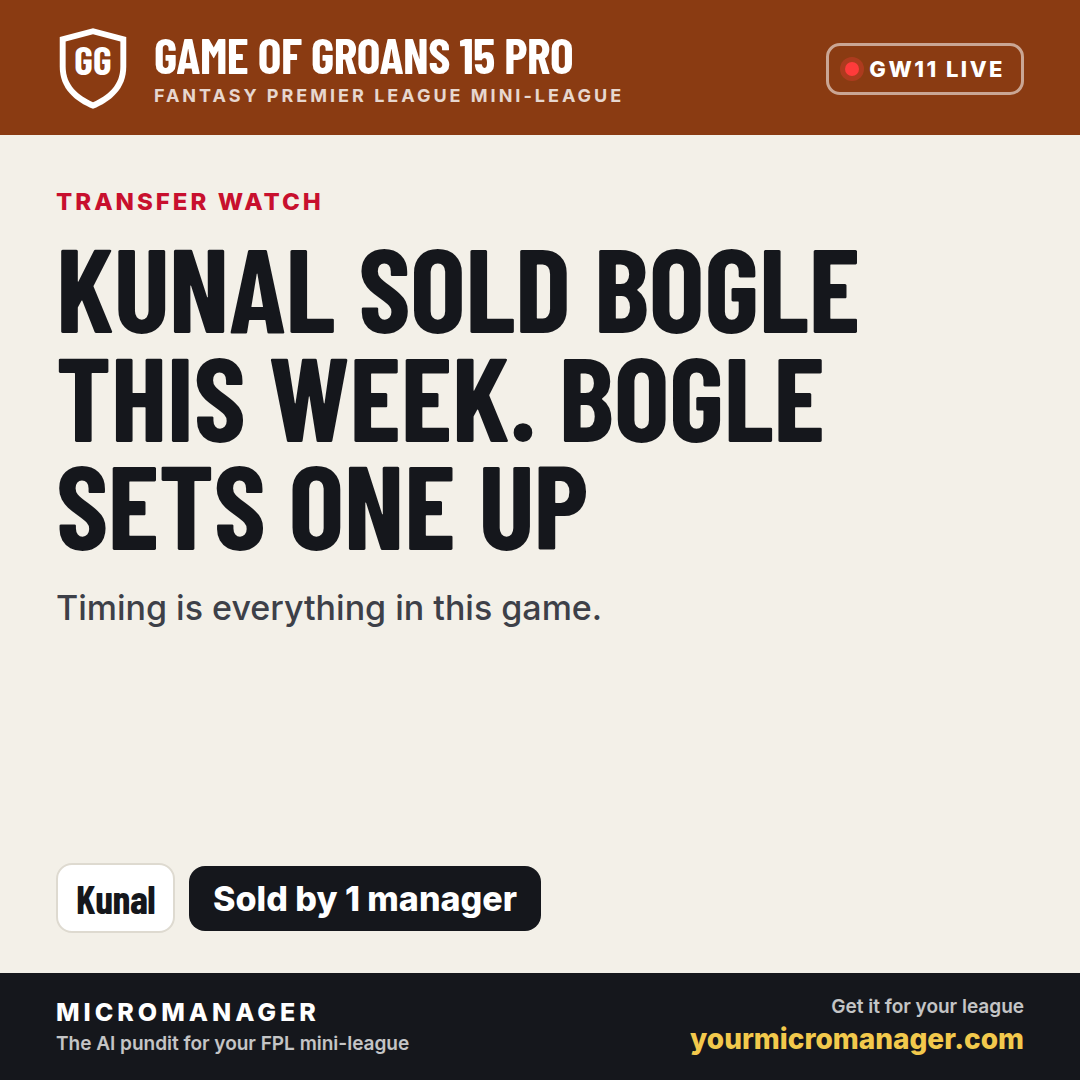 GG
GAME OF GROANS 15 PRO
FANTASY PREMIER LEAGUE MINI-LEAGUE
GW11 LIVE
TRANSFER WATCH
KUNAL SOLD BOGLE
THIS WEEK. BOGLE
SETS ONE UP
Timing is everything in this game.
Kunal
Sold by 1 manager
MICROMANAGER
The AI pundit for your FPL mini-league
Get it for your league
yourmicromanager.com